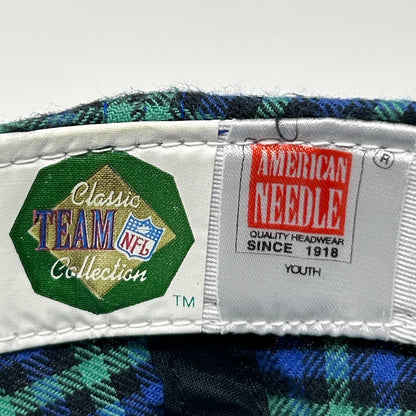 Classic
TEAM
NFL
Collection
TM
AMERICAN
NEEDLE
®
QUALITY HEADWEAR
SINCE 1918
YOUTH